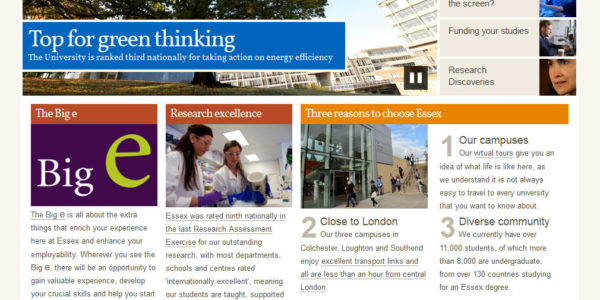 the screen?
Top for green thinking
The University is ranked third nationally for taking action on energy efficiency
Funding your studies
Research
Discoveries
The Big e
Big e
The Big e is all about the extra
things that enrich your experience
here at Essex and enhance your
employability. Wherever you see the
Big e, there will be an opportunity to
gain valuable experience, develop
your crucial skills and help you start
Research excellence
Essex was rated ninth nationally in
the last Research Assessment
Exercise for our outstanding
research, with most departments,
schools and centres rated
'internationally excellent', meaning
our students are taught, supported
Three reasons to choose Essex
1 Our campuses
Our virtual tours give you an
idea of what life is like here, as
we understand it is not always
easy to travel to every university
that you want to know about.
2 Close to London
Our three campuses in
Colchester, Loughton and Southend
enjoy excellent transport links and
all are less than an hour from central
London.
3 Diverse community
We currently have over
11,000 students, of which more
than 8,000 are undergraduate,
from over 130 countries studying
for an Essex degree.